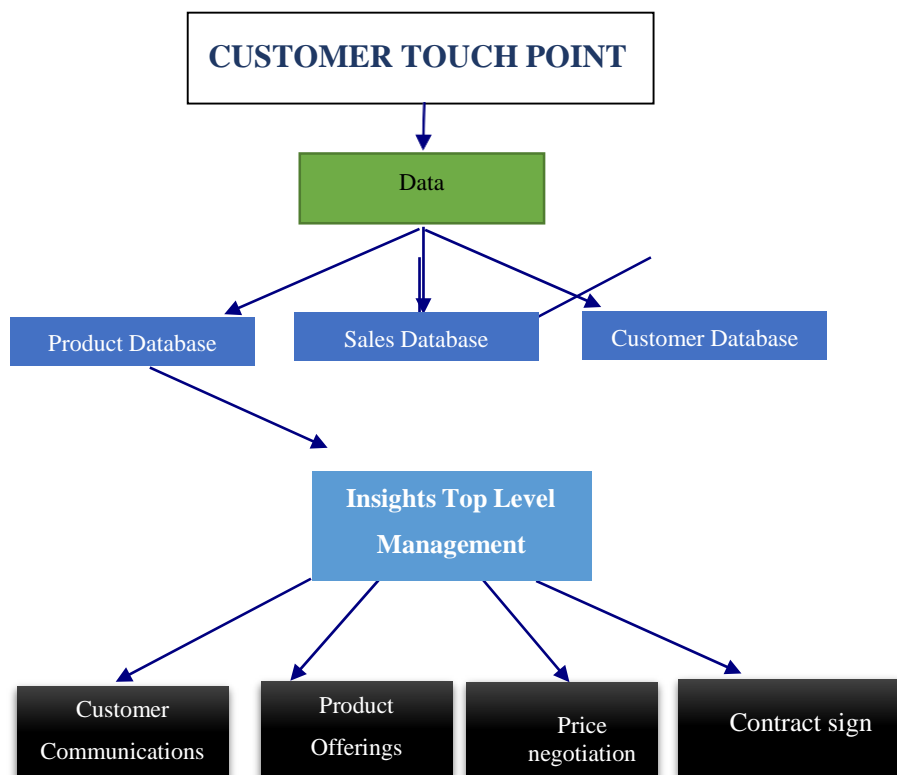 CUSTOMER TOUCH POINT
Data
Product Database
Sales Database
Customer Database
Insights Top Level
Management
Customer
Communications
Product
Offerings
Price
negotiation
Contract sign